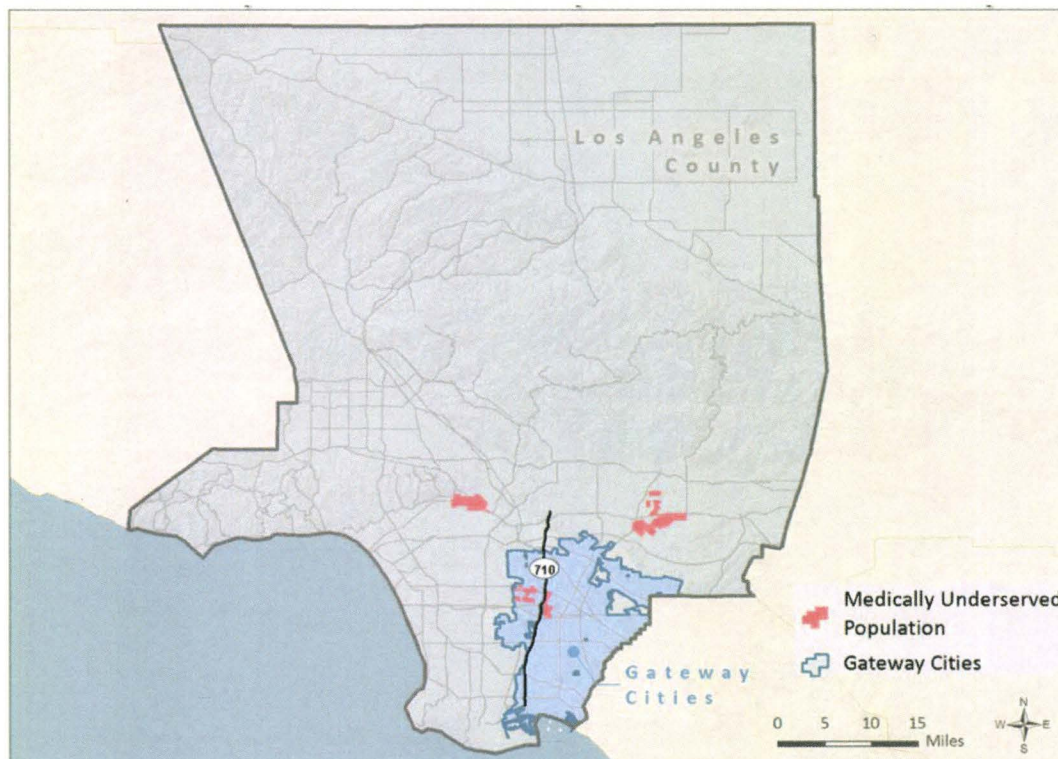 Los Angeles
County
710
Medically Underserved
Population
Gateway Cities
Gateway
Cities
0 5 10 15
Miles
N
W E
S